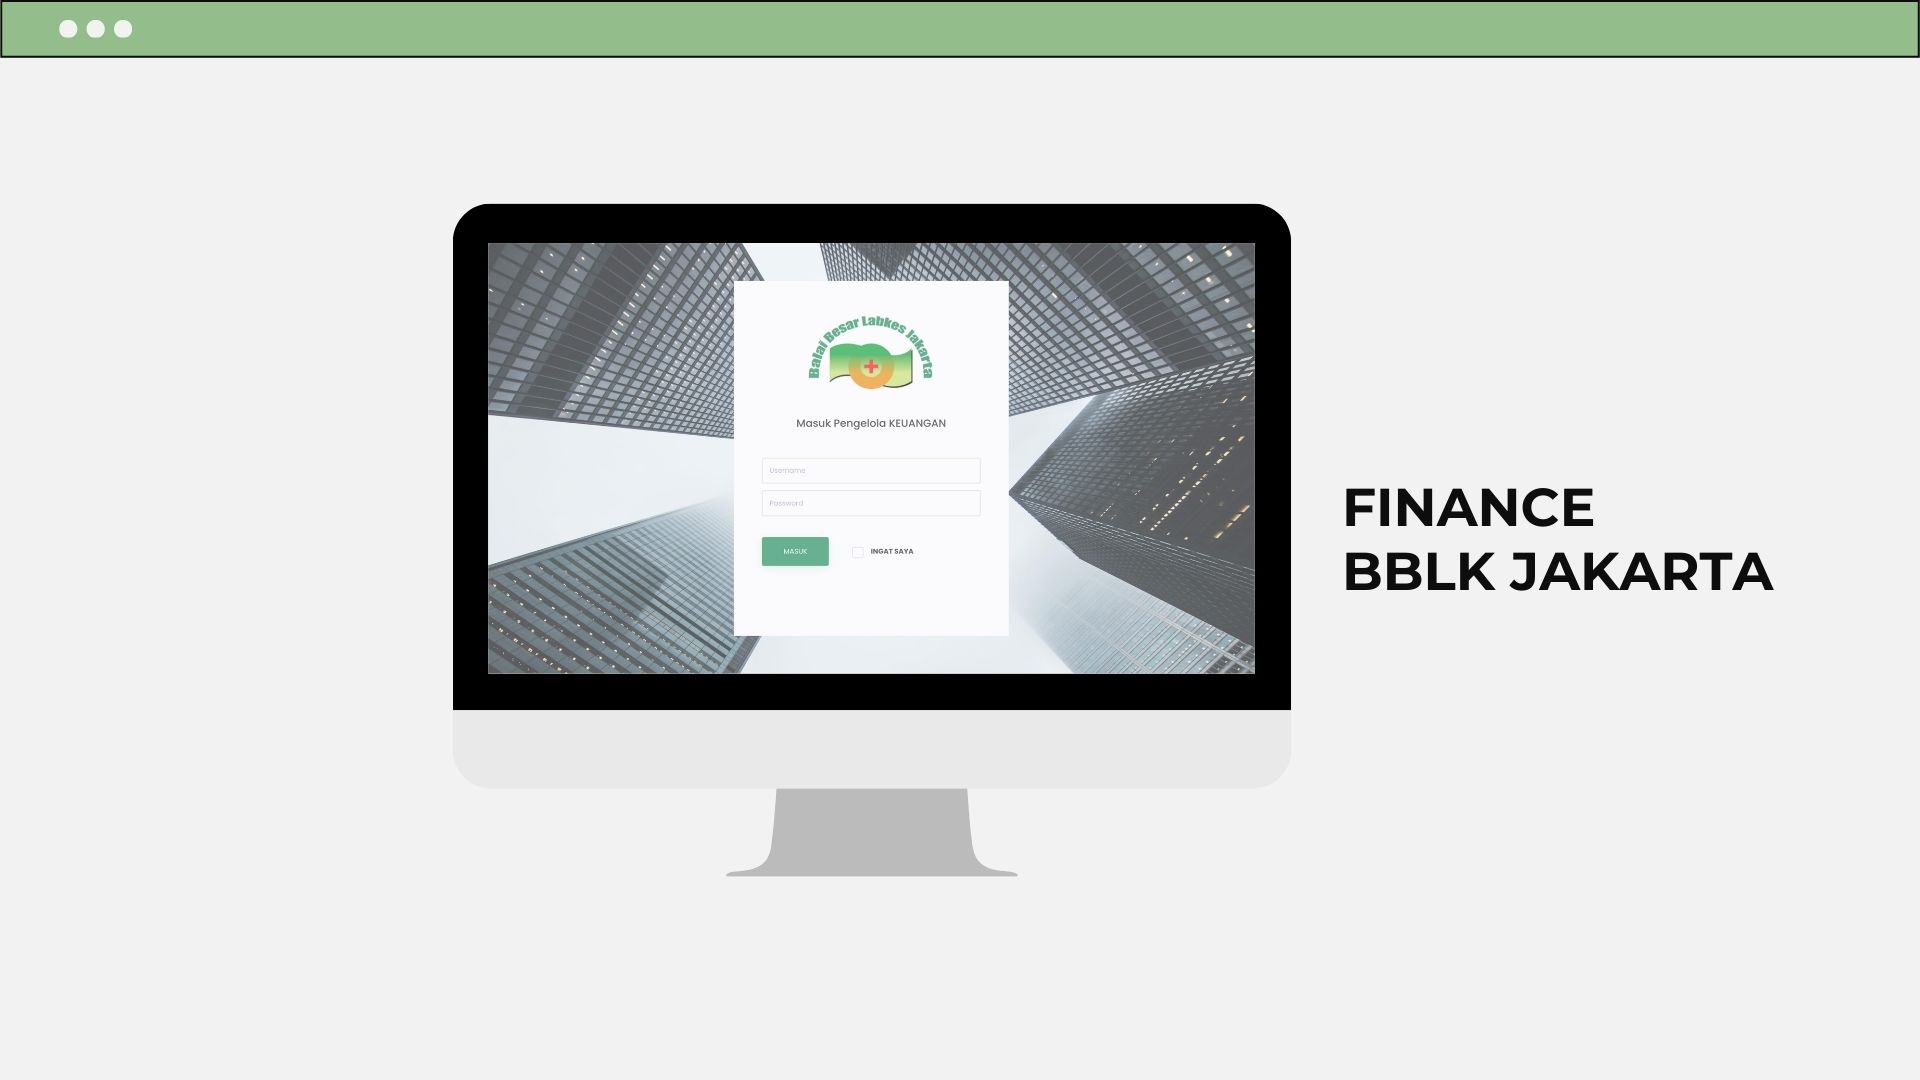 Balai Besar Labkes Jakarta
Masuk Pengelola KEUANGAN
Username
Password
MASUK
INGAT SAYA
FINANCE
BBLK JAKARTA